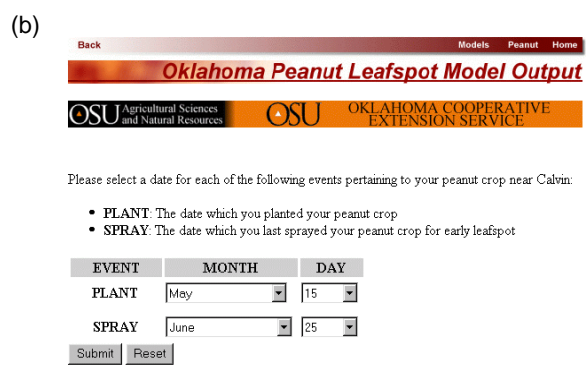 (b)
Back Models Peanut Home
Oklahoma Peanut Leafspot Model Output
OSU Agricultural Sciences and Natural Resources OSU OKLAHOMA COOPERATIVE EXTENSION SERVICE
Please select a date for each of the following events pertaining to your peanut crop near Calvin:
• PLANT: The date which you planted your peanut crop
• SPRAY: The date which you last sprayed your peanut crop for early leafspot
EVENT MONTH DAY
PLANT May 15
SPRAY June 25
Submit Reset